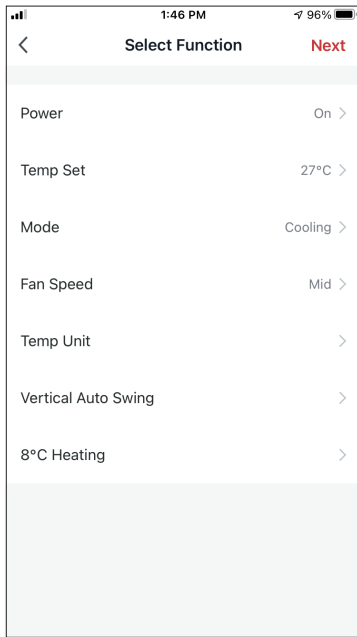 1:46 PM 96%
Select Function Next
Power On
Temp Set 27°C
Mode Cooling
Fan Speed Mid
Temp Unit
Vertical Auto Swing
8°C Heating